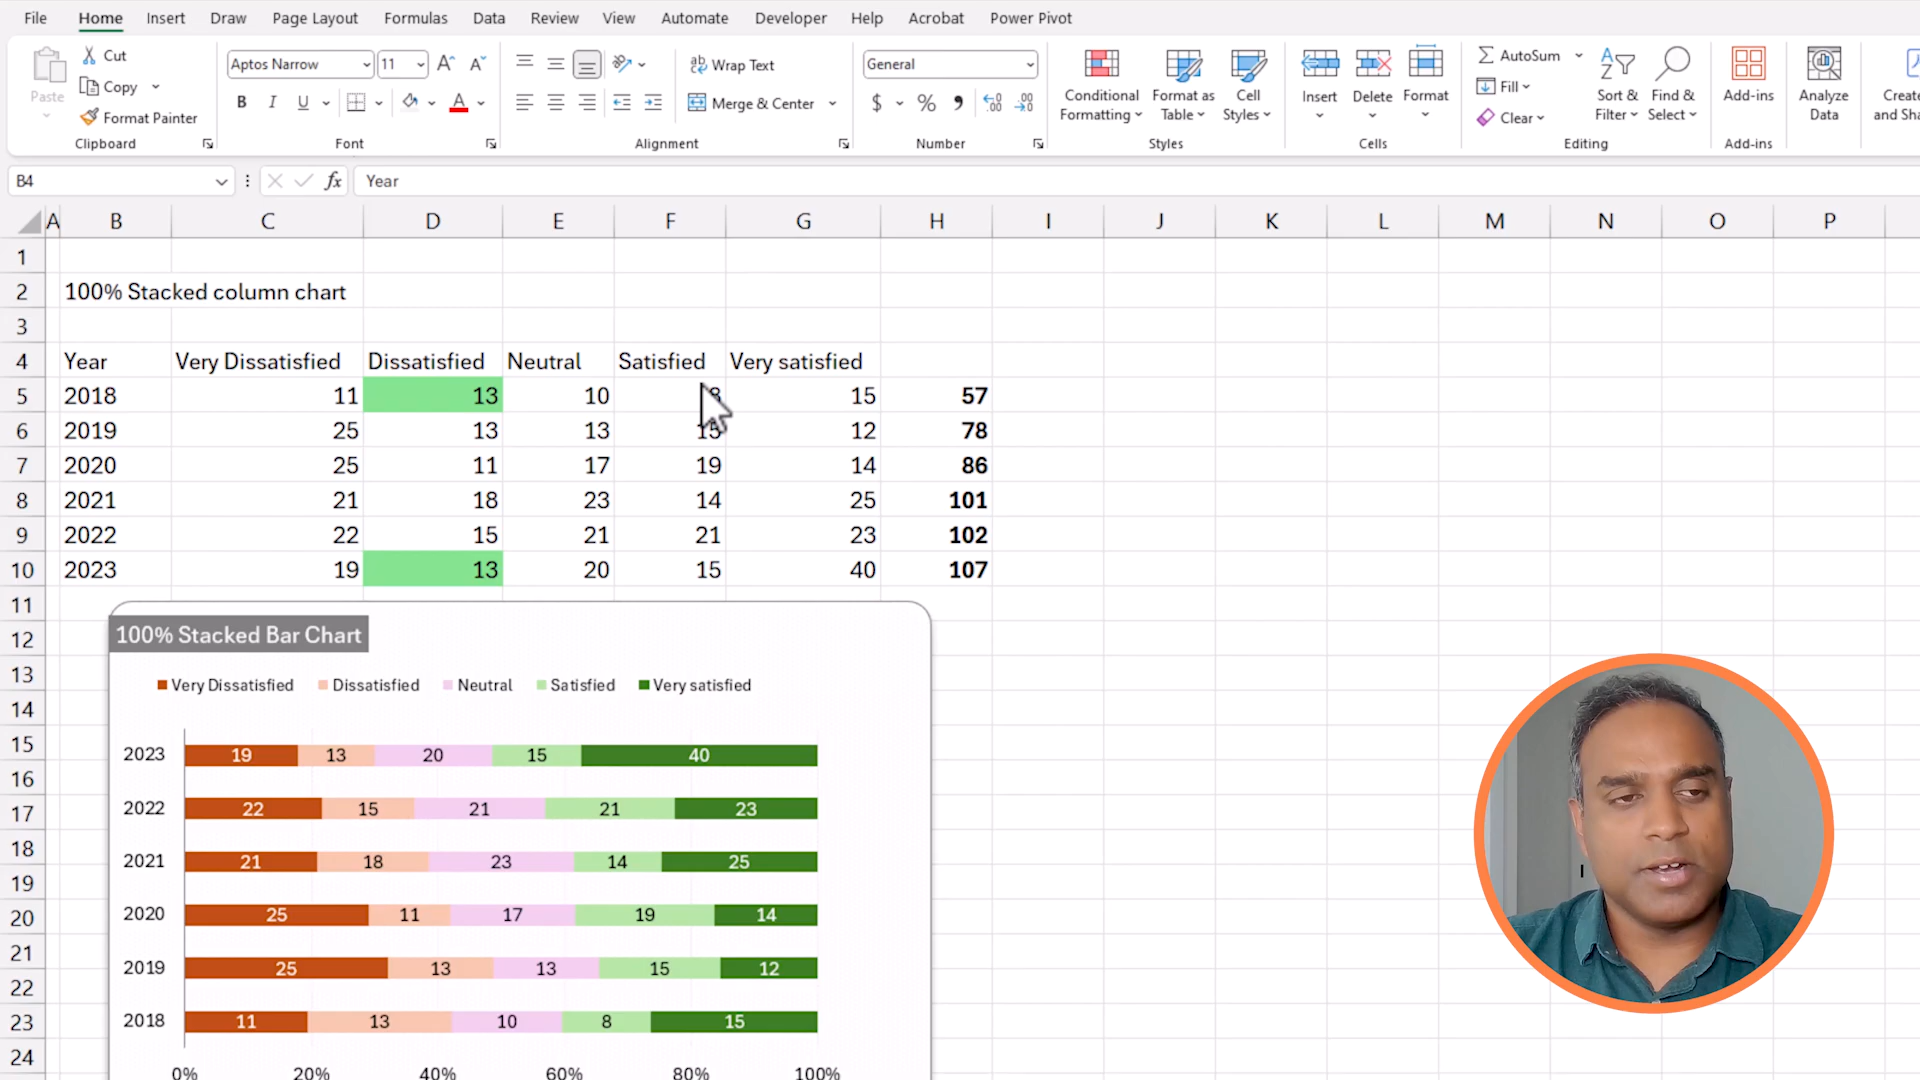 File Home Insert Draw Page Layout Formulas Data Review View Automate Developer Help Acrobat Power Pivot
Paste
Cut
Copy
Format Painter
Clipboard
Aptos Narrow 11
B I U
Font
Wrap Text
Merge & Center
Alignment
General
$ %
Number
Conditional Formatting
Format as Table
Cell Styles
Styles
Insert
Delete
Format
Cells
AutoSum
Fill
Clear
Sort & Filter
Find & Select
Editing
Add-ins
Add-ins
Analyze Data
B4 fx Year
A B C D E F G H I J K L M N O P
1
2 100% Stacked column chart
3
4 Year Very Dissatisfied Dissatisfied Neutral Satisfied Very satisfied
5 2018 11 13 10 15 57
6 2019 25 13 13 15 12 78
7 2020 25 11 17 19 14 86
8 2021 21 18 23 14 25 101
9 2022 22 15 21 21 23 102
10 2023 19 13 20 15 40 107
11
12 100% Stacked Bar Chart
13 Very Dissatisfied Dissatisfied Neutral Satisfied Very satisfied
14
15 2023 19 13 20 15 40
16
17 2022 22 15 21 21 23
18 2021 21 18 23 14 25
19
20 2020 25 11 17 19 14
21
22 2019 25 13 13 15 12
23 2018 11 13 10 8 15
24 0% 20% 40% 60% 80% 100%